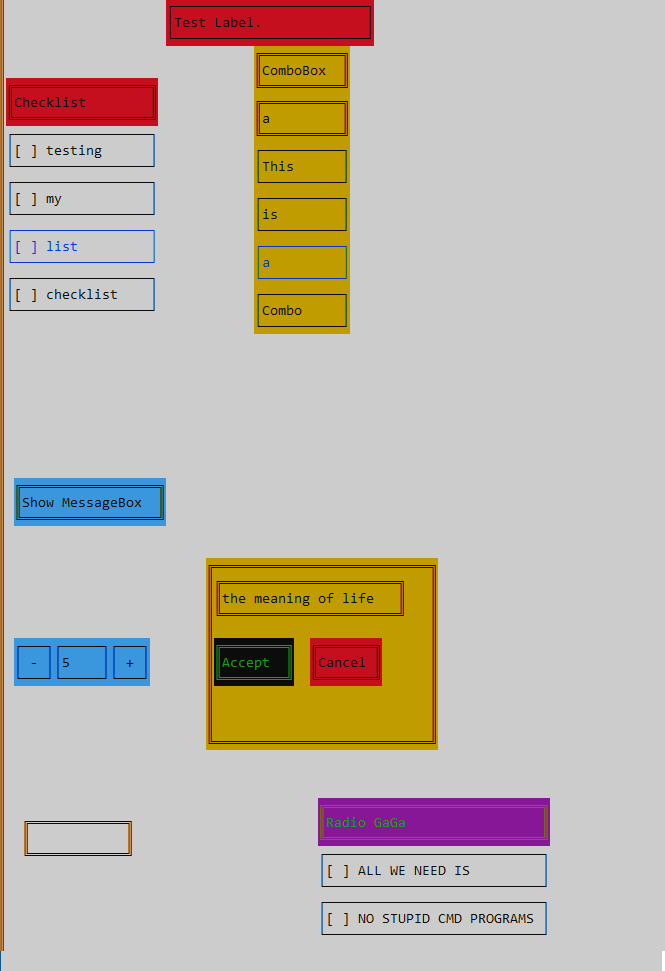 Test Label.
ComboBox
Checklist
a
[ ] testing
This
[ ] my
is
[ ] list
a
[ ] checklist
Combo
Show MessageBox
the meaning of life
- 5 +
Accept Cancel
Radio GaGa
[ ] ALL WE NEED IS
[ ] NO STUPID CMD PROGRAMS